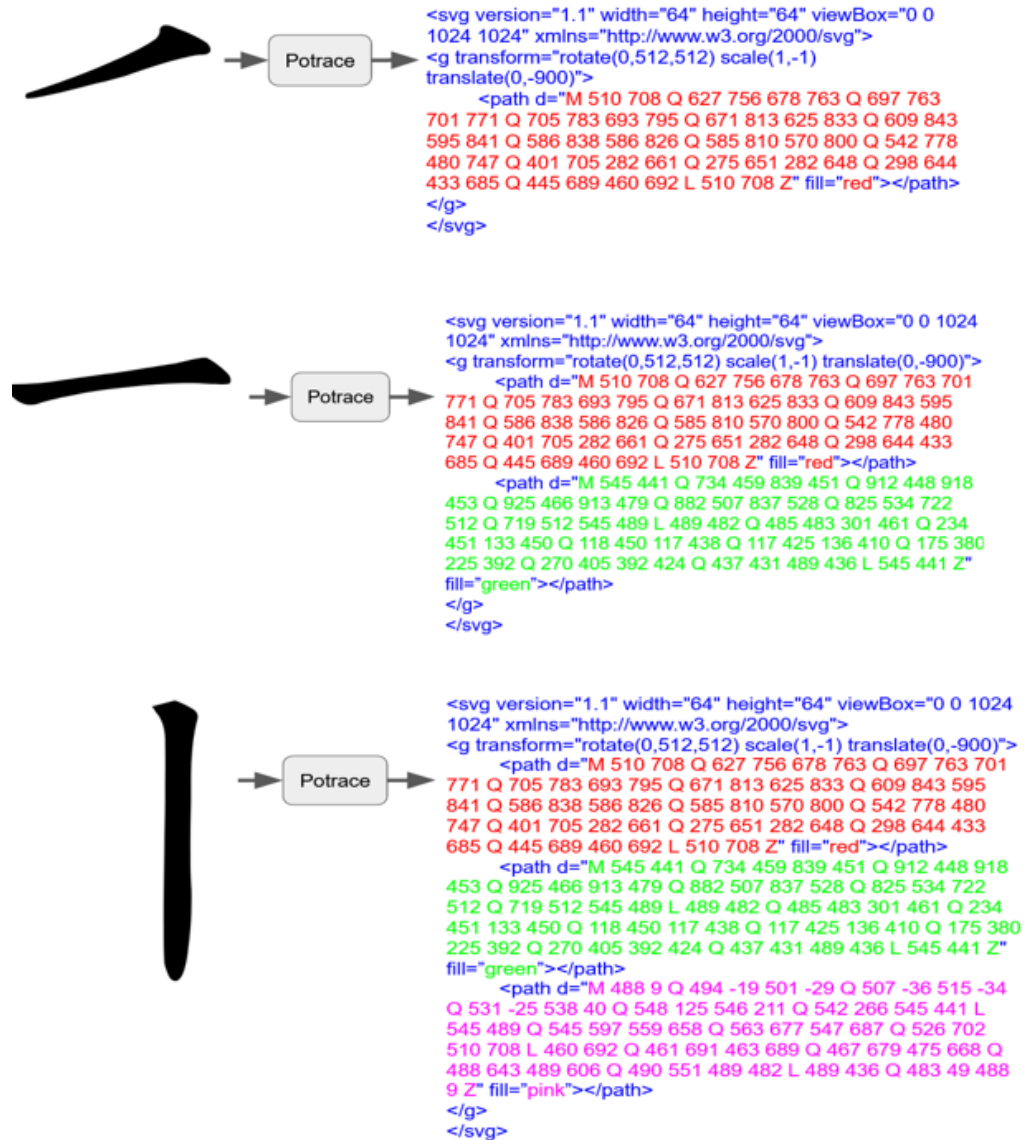 <svg version="1.1" width="64" height="64" viewBox="0 0
1024 1024" xmlns="http://www.w3.org/2000/svg">
<g transform="rotate(0,512,512) scale(1,-1)
translate(0,-900)">
<path d="M 510 708 Q 627 756 678 763 Q 697 763
701 771 Q 705 783 693 795 Q 671 813 625 833 Q 609 843
595 841 Q 586 838 586 826 Q 585 810 570 800 Q 542 778
480 747 Q 401 705 282 661 Q 275 651 282 648 Q 298 644
433 685 Q 445 689 460 692 L 510 708 Z" fill="red"></path>
</g>
</svg>
Potrace
<svg version="1.1" width="64" height="64" viewBox="0 0 1024
1024" xmlns="http://www.w3.org/2000/svg">
<g transform="rotate(0,512,512) scale(1,-1) translate(0,-900)">
<path d="M 510 708 Q 627 756 678 763 Q 697 763 701
771 Q 705 783 693 795 Q 671 813 625 833 Q 609 843 595
841 Q 586 838 586 826 Q 585 810 570 800 Q 542 778 480
747 Q 401 705 282 661 Q 275 651 282 648 Q 298 644 433
685 Q 445 689 460 692 L 510 708 Z" fill="red"></path>
<path d="M 545 441 Q 734 459 839 451 Q 912 448 918
453 Q 925 466 913 479 Q 882 507 837 528 Q 825 534 722
512 Q 719 512 545 489 L 489 482 Q 485 483 301 461 Q 234
451 133 450 Q 118 450 117 438 Q 117 425 136 410 Q 175 380
225 392 Q 270 405 392 424 Q 437 431 489 436 L 545 441 Z"
fill="green"></path>
</g>
</svg>
Potrace
<svg version="1.1" width="64" height="64" viewBox="0 0 1024
1024" xmlns="http://www.w3.org/2000/svg">
<g transform="rotate(0,512,512) scale(1,-1) translate(0,-900)">
<path d="M 510 708 Q 627 756 678 763 Q 697 763 701
771 Q 705 783 693 795 Q 671 813 625 833 Q 609 843 595
841 Q 586 838 586 826 Q 585 810 570 800 Q 542 778 480
747 Q 401 705 282 661 Q 275 651 282 648 Q 298 644 433
685 Q 445 689 460 692 L 510 708 Z" fill="red"></path>
<path d="M 545 441 Q 734 459 839 451 Q 912 448 918
453 Q 925 466 913 479 Q 882 507 837 528 Q 825 534 722
512 Q 719 512 545 489 L 489 482 Q 485 483 301 461 Q 234
451 133 450 Q 118 450 117 438 Q 117 425 136 410 Q 175 380
225 392 Q 270 405 392 424 Q 437 431 489 436 L 545 441 Z"
fill="green"></path>
<path d="M 488 9 Q 494 -19 501 -29 Q 507 -36 515 -34
Q 531 -25 538 40 Q 548 125 546 211 Q 542 266 545 441 L
545 489 Q 545 597 559 658 Q 563 677 547 687 Q 526 702
510 708 L 460 692 Q 461 691 463 689 Q 467 679 475 668 Q
488 643 489 606 Q 490 551 489 482 L 489 436 Q 483 49 488
9 Z" fill="pink"></path>
</g>
</svg>
Potrace